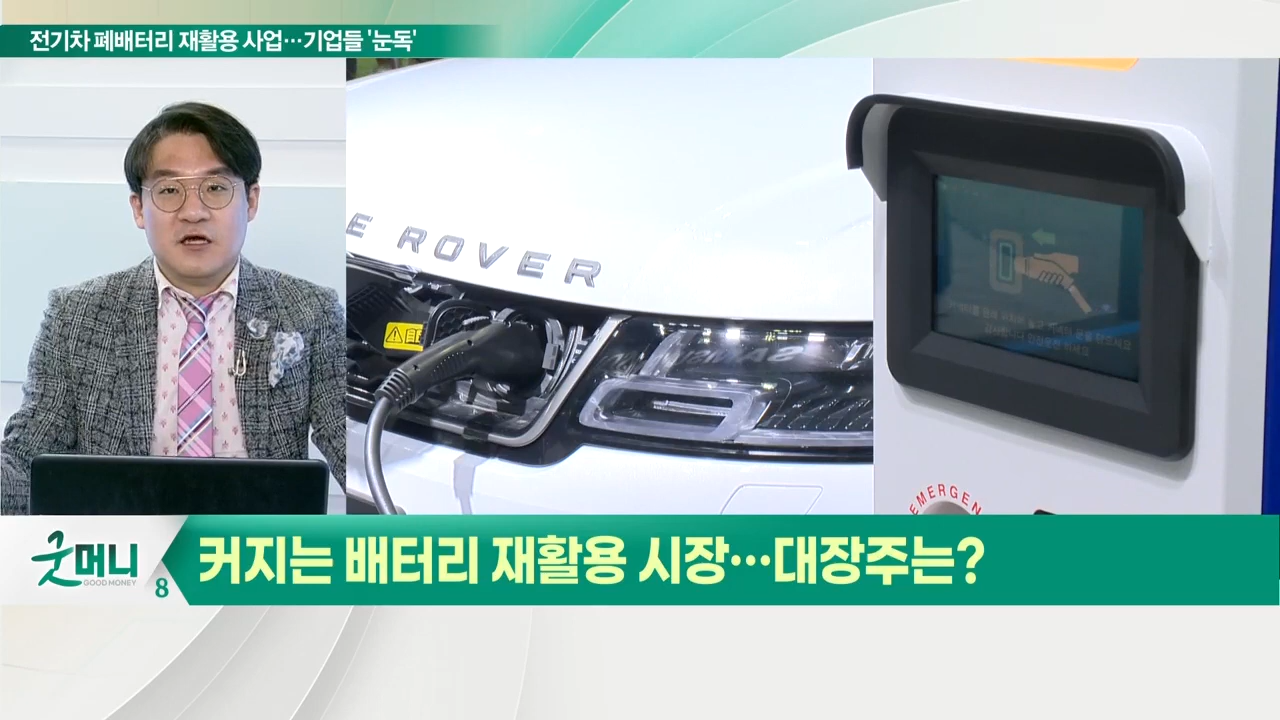 전기차 폐배터리 재활용 사업…기업들 '눈독'
E ROVER
EMERGEN
커지는 배터리 재활용 시장…대장주는?
굿머니
GOOD MONEY
8